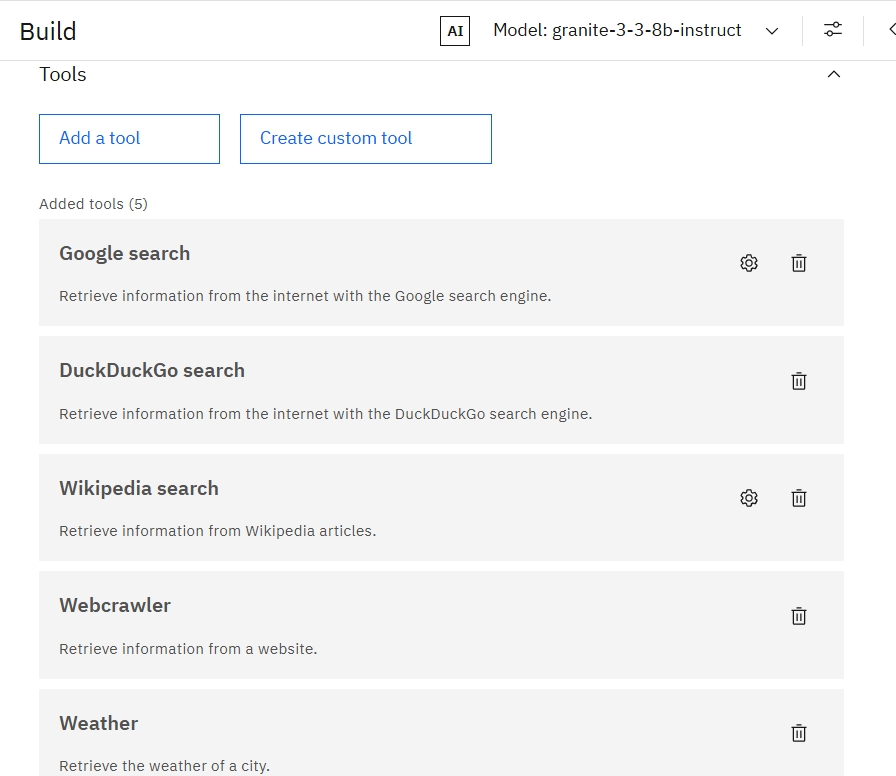 Build
AI
Model: granite-3-3-8b-instruct
Tools
Add a tool
Create custom tool
Added tools (5)
Google search
Retrieve information from the internet with the Google search engine.
DuckDuckGo search
Retrieve information from the internet with the DuckDuckGo search engine.
Wikipedia search
Retrieve information from Wikipedia articles.
Webcrawler
Retrieve information from a website.
Weather
Retrieve the weather of a city.